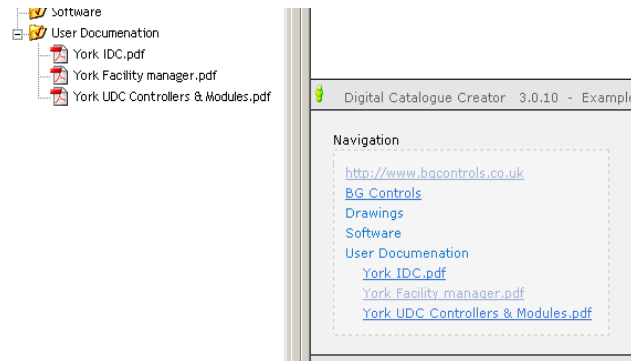 Software
User Documenation
York IDC.pdf
York Facility manager.pdf
York UDC Controllers & Modules.pdf
Digital Catalogue Creator 3.0.10 - Example
Navigation
http://www.bgcontrols.co.uk
BG Controls
Drawings
Software
User Documenation
York IDC.pdf
York Facility manager.pdf
York UDC Controllers & Modules.pdf